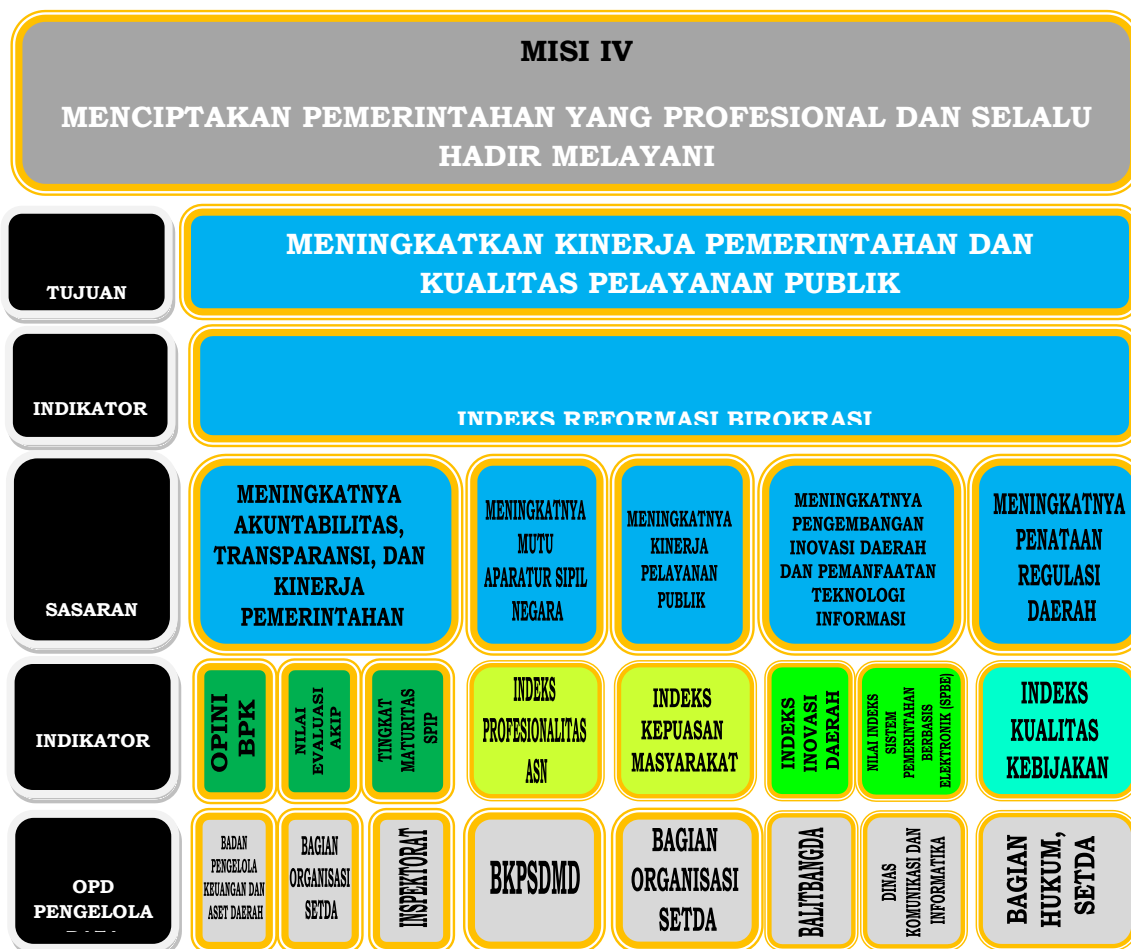 MISI IV
MENCIPTAKAN PEMERINTAHAN YANG PROFESIONAL DAN SELALU
HADIR MELAYANI
TUJUAN
MENINGKATKAN KINERJA PEMERINTAHAN DAN
KUALITAS PELAYANAN PUBLIK
INDIKATOR
INDEKS REFORMASI BIROKRASI
SASARAN
MENINGKATNYA
AKUNTABILITAS,
TRANSPARANSI, DAN
KINERJA
PEMERINTAHAN
MENINGKATNYA
MUTU
APARATUR SIPIL
NEGARA
MENINGKATNYA
KINERJA
PELAYANAN
PUBLIK
MENINGKATNYA
PENGEMBANGAN
INOVASI DAERAH
DAN PEMANFAATAN
TEKNOLOGI
INFORMASI
MENINGKATNYA
PENATAAN
REGULASI
DAERAH
INDIKATOR
OPINI
BPK
NILAI
EVALUASI
AKIP
TINGKAT
MATURITAS
SPIP
INDEKS
PROFESIONALITAS
ASN
INDEKS
KEPUASAN
MASYARAKAT
INDEKS
INOVASI
DAERAH
NILAI INDEKS
SISTEM
PEMERINTAHAN
BERBASIS
ELEKTRONIK (SPBE)
INDEKS
KUALITAS
KEBIJAKAN
OPD
PENGELOLA
BADAN
PENGELOLA
KEUANGAN DAN
ASET DAERAH
BAGIAN
ORGANISASI
SETDA
INSPEKTORAT
BKPSDMD
BAGIAN
ORGANISASI
SETDA
BALITBANGDA
DINAS
KOMUNIKASI DAN
INFORMATIKA
BAGIAN
HUKUM,
SETDA